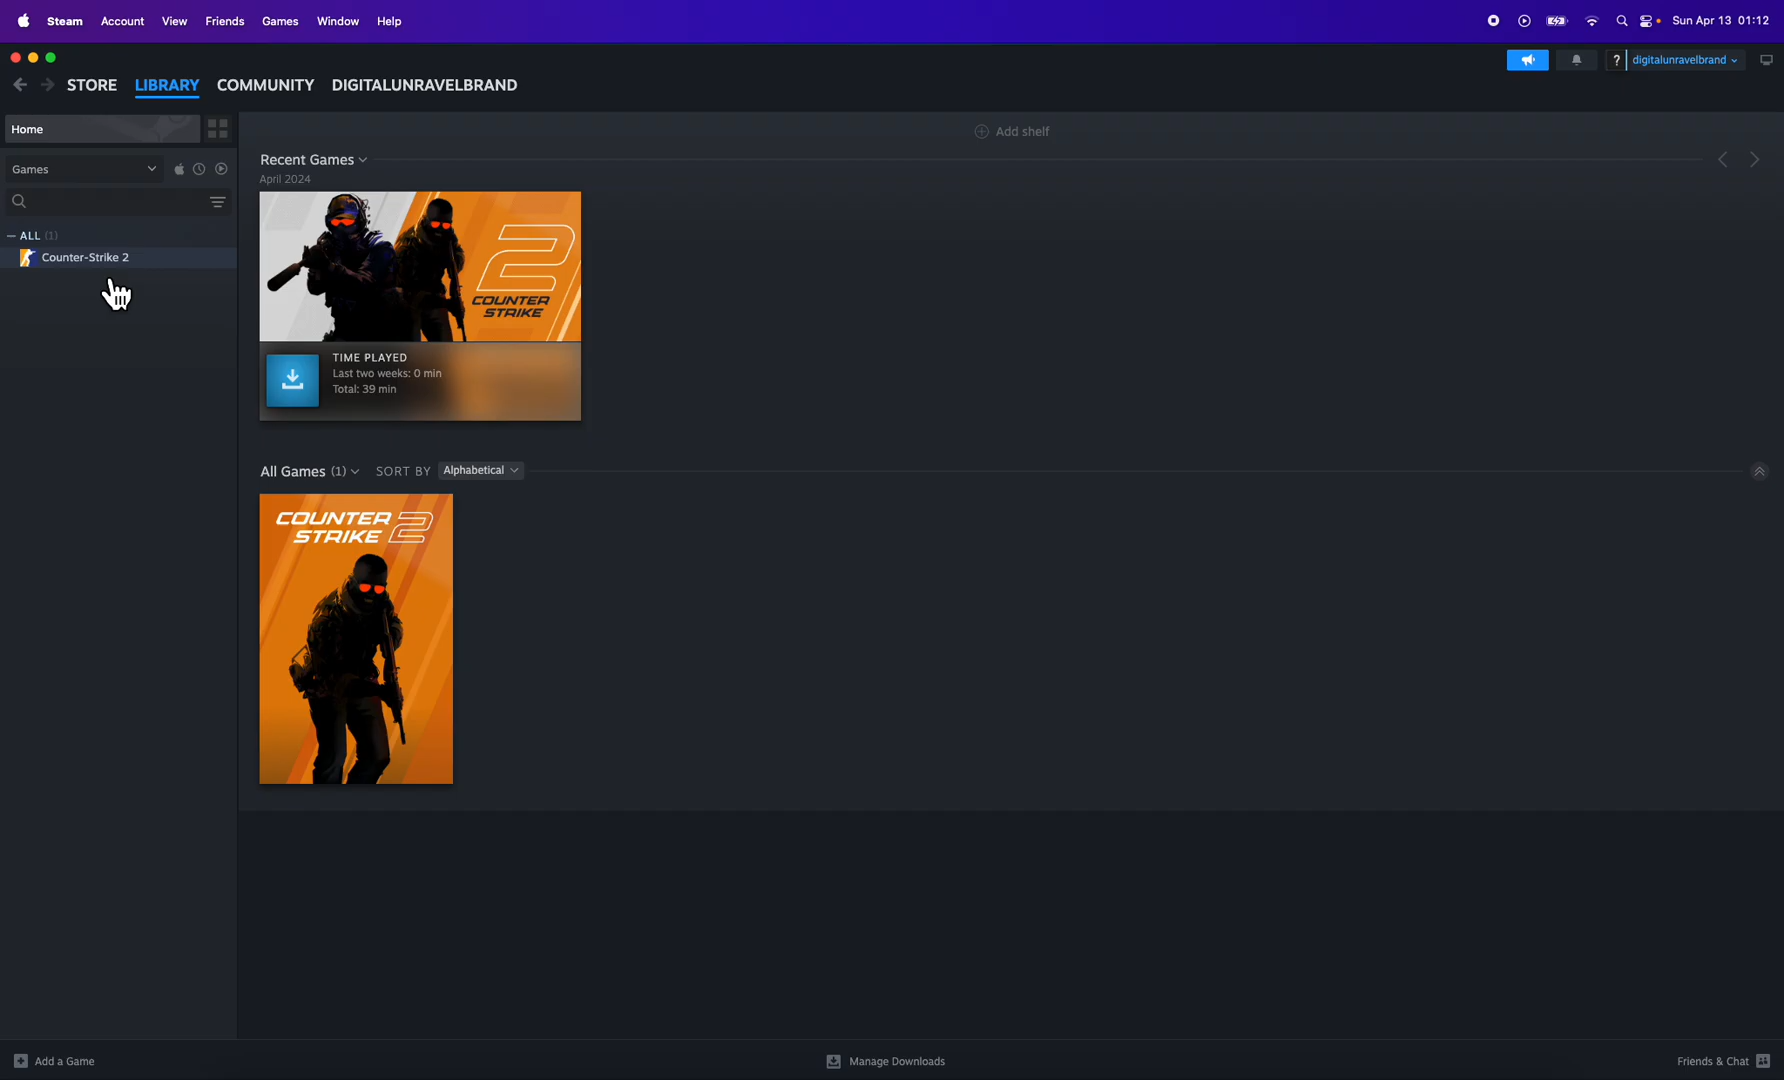 Steam Account View Friends Games Window Help Sun Apr 13 01:12
? digitalunravelbrand
STORE LIBRARY COMMUNITY DIGITALUNRAVELBRAND
Home
Add shelf
Games
Recent Games
April 2024
ALL (1)
Counter-Strike 2
2
COUNTER
STRIKE
TIME PLAYED
Last two weeks: 0 min
Total: 39 min
All Games (1) SORT BY Alphabetical
COUNTER
STRIKE 2
Add a Game
Manage Downloads
Friends & Chat